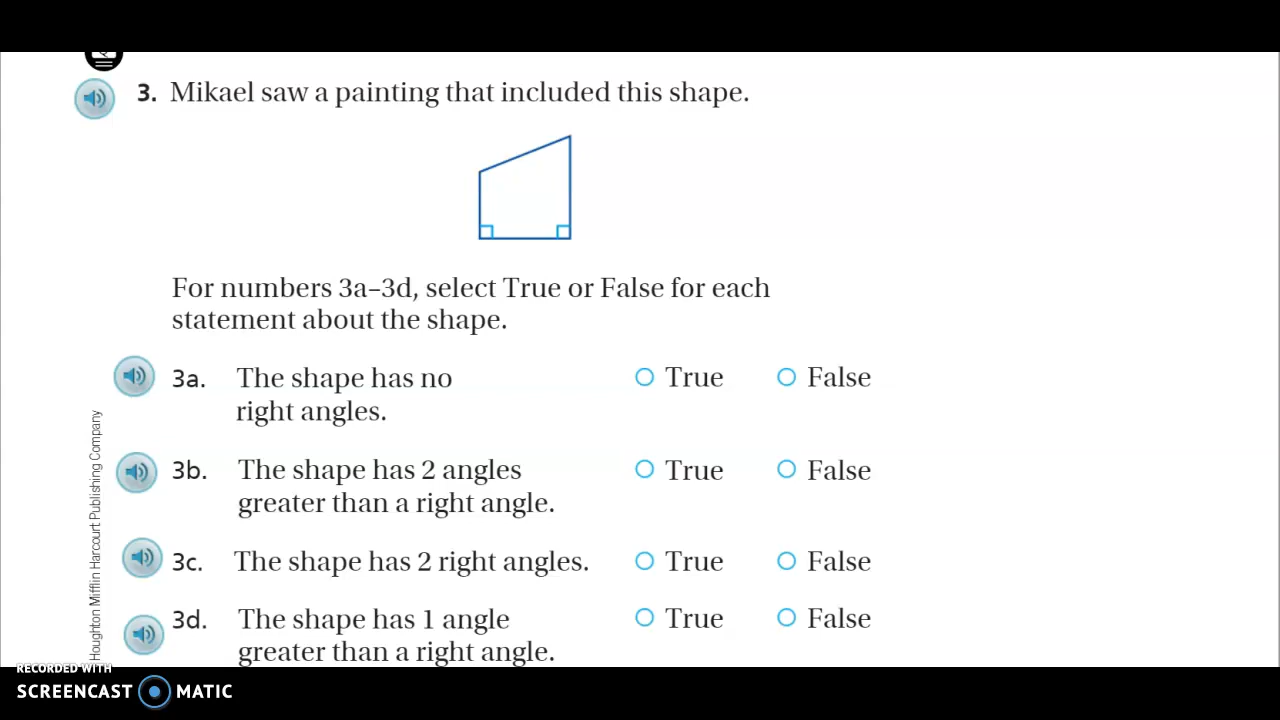 3. Mikael saw a painting that included this shape.
For numbers 3a–3d, select True or False for each
statement about the shape.
3a. The shape has no True False
right angles.
3b. The shape has 2 angles True False
greater than a right angle.
3c. The shape has 2 right angles. True False
3d. The shape has 1 angle True False
greater than a right angle.
Houghton Mifflin Harcourt Publishing Company
RECORDED WITH
SCREENCAST MATIC